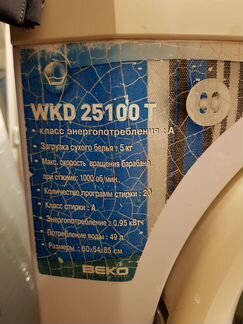 WKD 25100 T
• класс энергопотребления : А
Загрузка сухого белья : 5 кг
Макс. скорость вращения барабана
при отжиме: 1000 об/мин.
Количество программ стирки : 20
Класс стирки : А
Энергопотребление : 0,95 кВтч
Потребление воды : 49 л.
Размеры : 60x54x85 см
BEKO